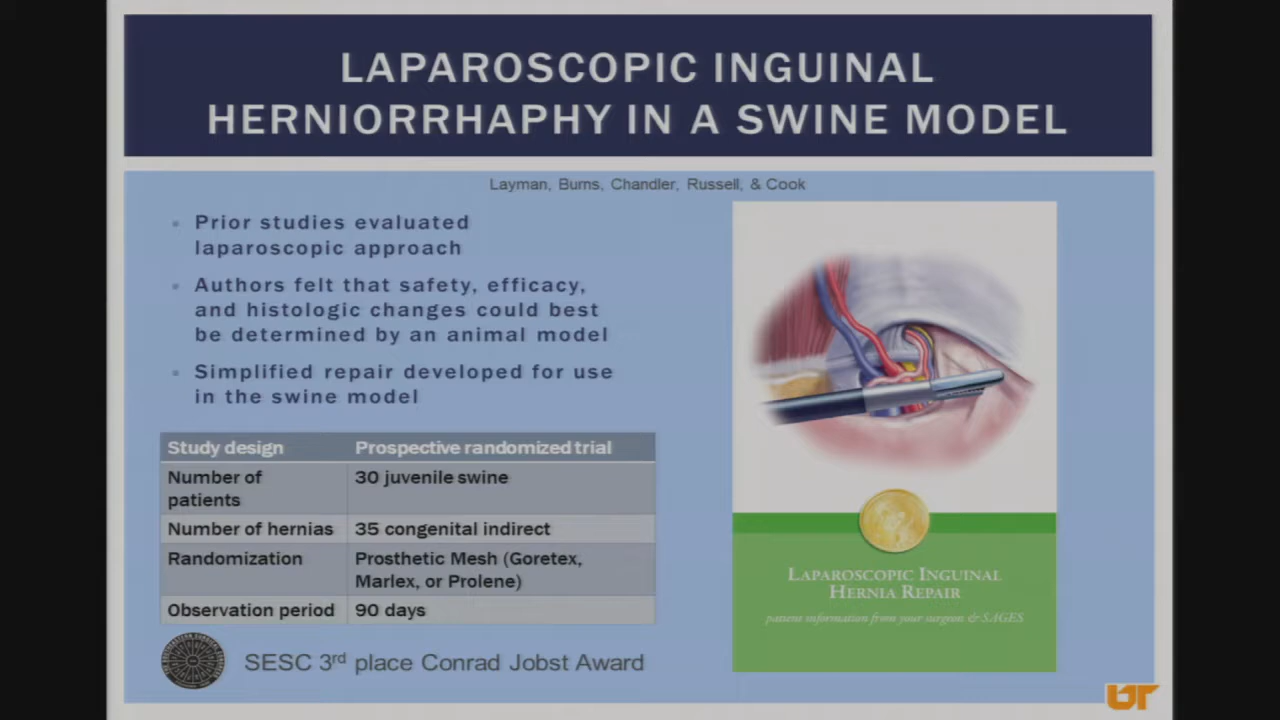 LAPAROSCOPIC INGUINAL
HERNIORRHAPHY IN A SWINE MODEL
Layman, Burns, Chandler, Russell, & Cook
Prior studies evaluated
laparoscopic approach
Authors felt that safety, efficacy,
and histologic changes could best
be determined by an animal model
Simplified repair developed for use
in the swine model
Study design Prospective randomized trial
Number of
patients 30 juvenile swine
Number of hernias 35 congenital indirect
Randomization Prosthetic Mesh (Goretex,
Marlex, or Prolene)
Observation period 90 days
SESC 3rd place Conrad Jobst Award
LAPAROSCOPIC INGUINAL
HERNIA REPAIR
patient information from your surgeon & SAGES
UT